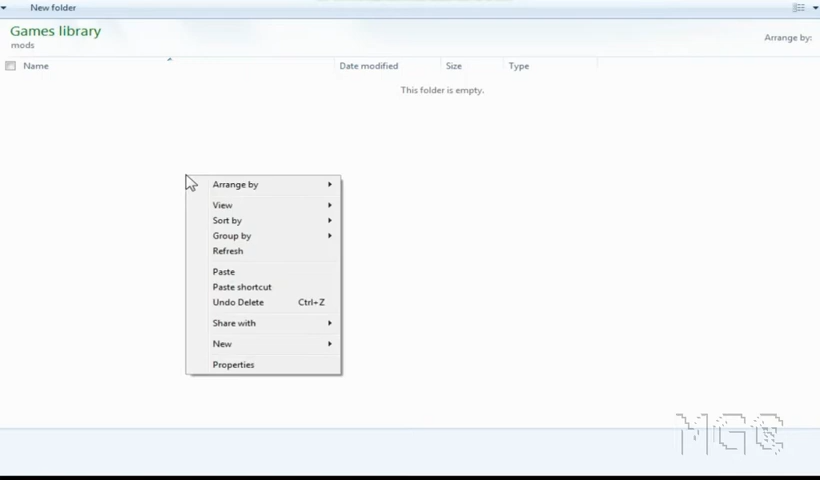 New folder
Games library
mods
Arrange by:
Name Date modified Size Type
This folder is empty.
Arrange by
View
Sort by
Group by
Refresh
Paste
Paste shortcut
Undo Delete Ctrl+Z
Share with
New
Properties
MGC